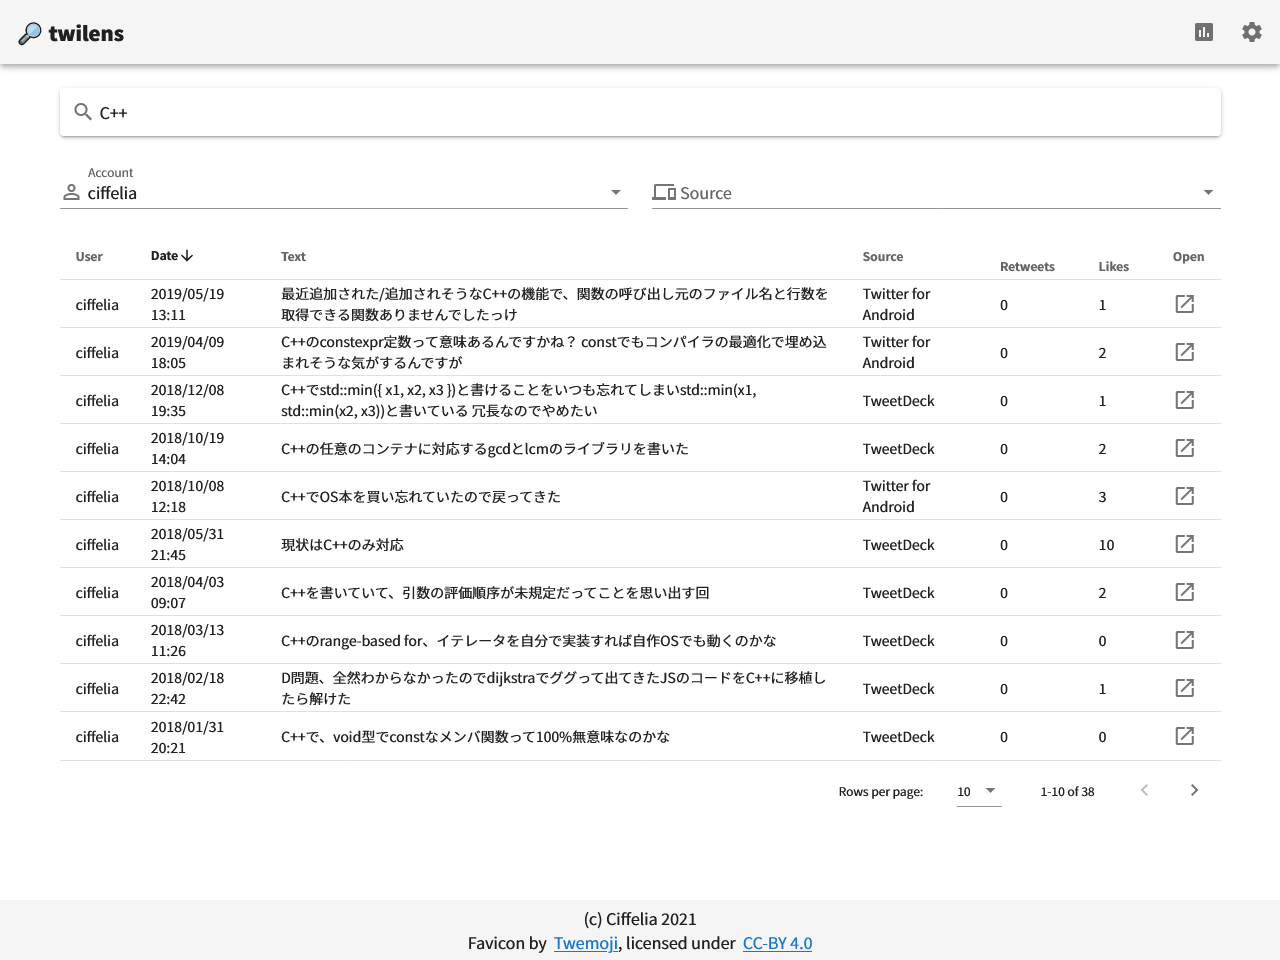 twilens
C++
Account
ciffelia
Source
User Date Text Source Retweets Likes Open
ciffelia 2019/05/19 13:11 最近追加された/追加されそうなC++の機能で、関数の呼び出し元のファイル名と行数を取得できる関数ありませんでしたっけ Twitter for Android 0 1
ciffelia 2019/04/09 18:05 C++のconstexpr定数って意味あるんですかね？ constでもコンパイラの最適化で埋め込まれそうな気がするんですが Twitter for Android 0 2
ciffelia 2018/12/08 19:35 C++でstd::min({ x1, x2, x3 })と書けることをいつも忘れてしまいstd::min(x1, std::min(x2, x3))と書いている 冗長なのでやめたい TweetDeck 0 1
ciffelia 2018/10/19 14:04 C++の任意のコンテナに対応するgcdとlcmのライブラリを書いた TweetDeck 0 2
ciffelia 2018/10/08 12:18 C++でOS本を買い忘れていたので戻ってきた Twitter for Android 0 3
ciffelia 2018/05/31 21:45 現状はC++のみ対応 TweetDeck 0 10
ciffelia 2018/04/03 09:07 C++を書いていて、引数の評価順序が未規定だってことを思い出す回 TweetDeck 0 2
ciffelia 2018/03/13 11:26 C++のrange-based for、イテレータを自分で実装すれば自作OSでも動くのかな TweetDeck 0 0
ciffelia 2018/02/18 22:42 D問題、全然わからなかったのでdijkstraでググって出てきたJSのコードをC++に移植したら解けた TweetDeck 0 1
ciffelia 2018/01/31 20:21 C++で、void型でconstなメンバ関数って100%無意味なのかな TweetDeck 0 0
Rows per page: 10 1-10 of 38
(c) Ciffelia 2021
Favicon by Twemoji, licensed under CC-BY 4.0